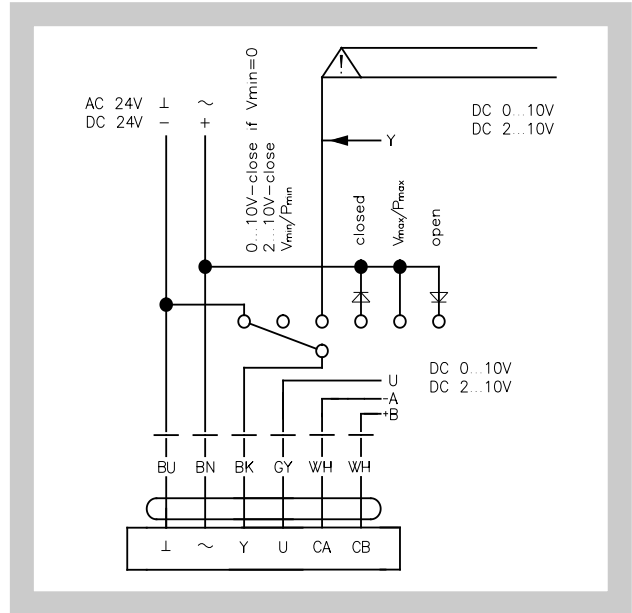 AC 24V ⊥ ~
DC 24V − +
0...10V−close if Vmin=0
2...10V−close
Vmin/Pmin
!
DC 0...10V
DC 2...10V
Y
closed
Vmax/Pmax
open
DC 0...10V
DC 2...10V
U
-A
+B
BU BN BK GY WH WH
⊥ ~ Y U CA CB